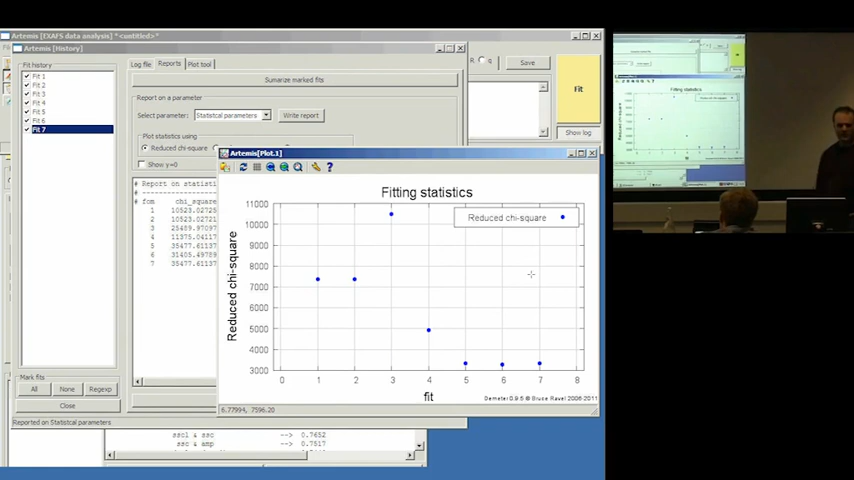 Artemis [EXAFS data analysis] *<untitled>*
Artemis [History]
Fit history
Fit 1
Fit 2
Fit 3
Fit 4
Fit 5
Fit 6
Fit 7
Mark fits
All
None
Regexp
Close
Reported on Statistcal parameters
Log file
Reports
Plot tool
Sumarize marked fits
Report on a parameter
Select parameter:
Statistcal parameters
Write report
Plot statistics using
Reduced chi-square
Show y=0
# Report on statisti
# fom chi_square
1 10523.02725
2 10523.02721
3 25489.97097
4 11375.04177
5 35477.61137
6 31405.49789
7 35477.61137
R
q
Save
Fit
Show log
Artemis[Plot.1]
Fitting statistics
Reduced chi-square
Reduced chi-square
11000
10000
9000
8000
7000
6000
5000
4000
3000
0 1 2 3 4 5 6 7 8
fit
Demeter 0.9.5 © Bruce Ravel 2006-2011
6.77994, 7596.20
sscl & ssc --> 0.7652
ssc & amp --> 0.7517
Fitting statistics